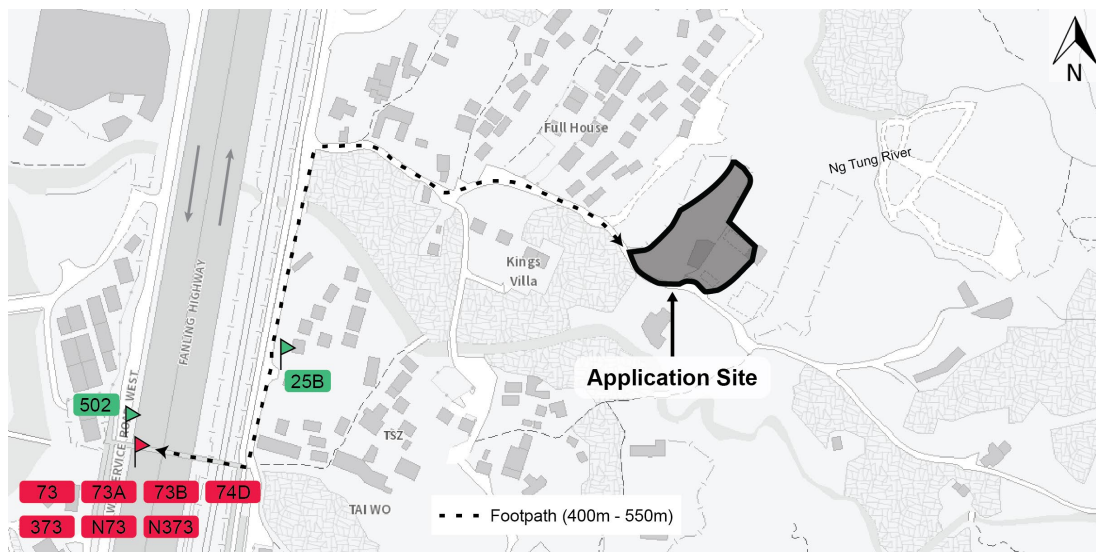 N
Full House
Ng Tung River
Kings
Villa
FANLING HIGHWAY
25B
Application Site
502
SERVICE ROAD WEST
TSZ
73 73A 73B 74D
373 N73 N373
TAI WO
Footpath (400m - 550m)